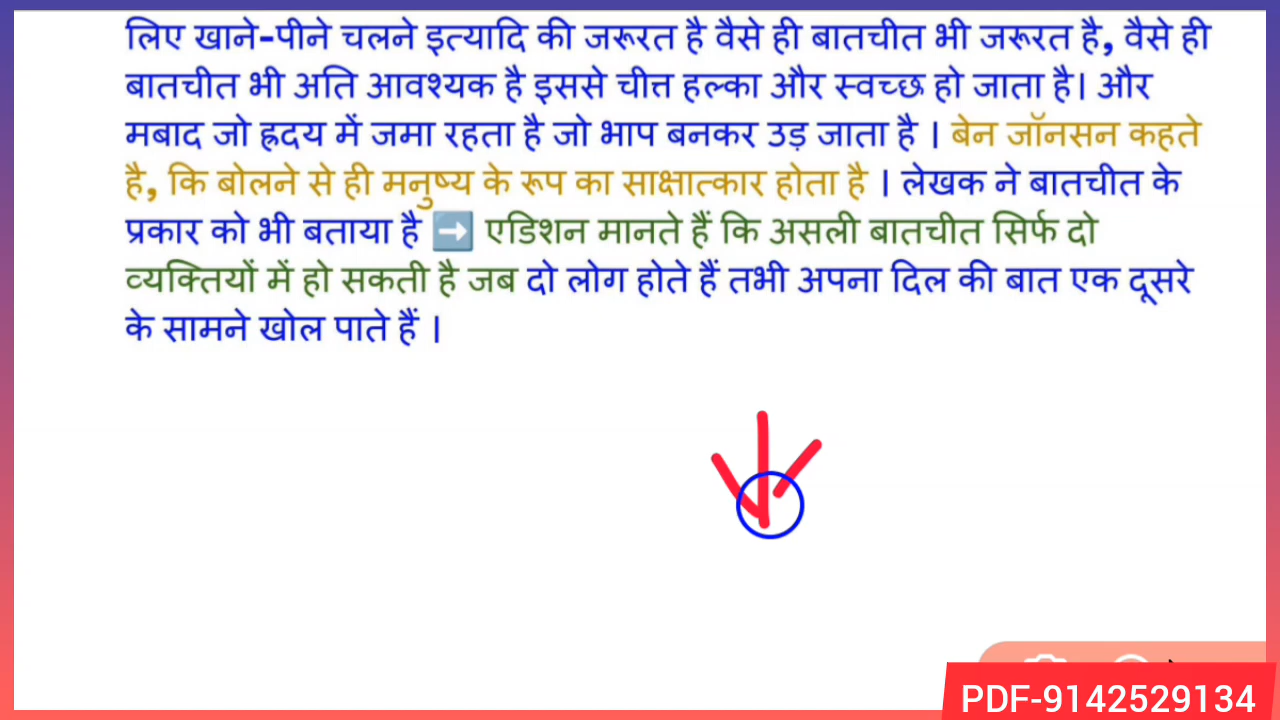 लिए खाने-पीने चलने इत्यादि की जरूरत है वैसे ही बातचीत भी जरूरत है, वैसे ही
बातचीत भी अति आवश्यक है इससे चीत्त हल्का और स्वच्छ हो जाता है। और
मबाद जो ह्रदय में जमा रहता है जो भाप बनकर उड़ जाता है । बेन जॉनसन कहते
है, कि बोलने से ही मनुष्य के रूप का साक्षात्कार होता है । लेखक ने बातचीत के
प्रकार को भी बताया है ➡️ एडिशन मानते हैं कि असली बातचीत सिर्फ दो
व्यक्तियों में हो सकती है जब दो लोग होते हैं तभी अपना दिल की बात एक दूसरे
के सामने खोल पाते हैं ।
PDF-9142529134